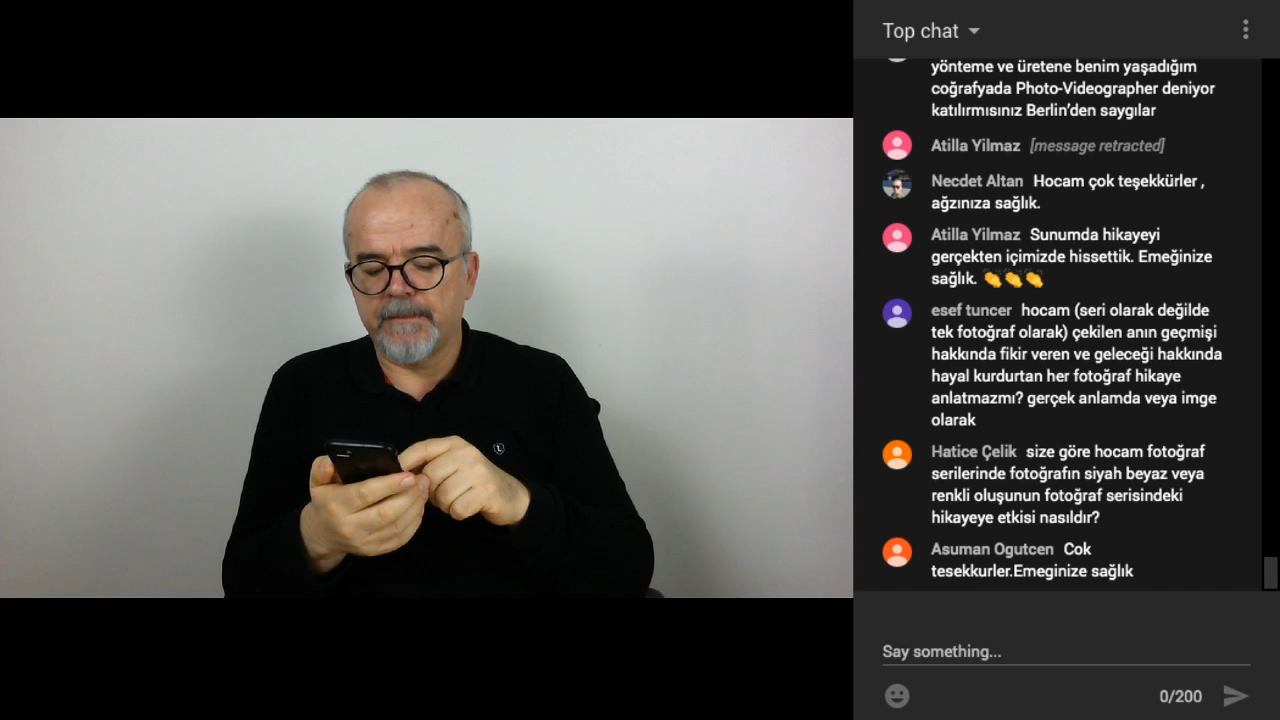 Top chat
yönteme ve üretene benim yaşadığım
coğrafyada Photo-Videographer deniyor
katılırmısınız Berlin’den saygılar
Atilla Yilmaz [message retracted]
Necdet Altan Hocam çok teşekkürler ,
ağzınıza sağlık.
Atilla Yilmaz Sunumda hikayeyi
gerçekten içimizde hissettik. Emeğinize
sağlık. 👏👏👏
esef tuncer hocam (seri olarak değilde
tek fotoğraf olarak) çekilen anın geçmişi
hakkında fikir veren ve geleceği hakkında
hayal kurdurtan her fotoğraf hikaye
anlatmazmı? gerçek anlamda veya imge
olarak
Hatice Çelik size göre hocam fotoğraf
serilerinde fotoğrafın siyah beyaz veya
renkli oluşunun fotoğraf serisindeki
hikayeye etkisi nasıldır?
Asuman Ogutcen Cok
tesekkurler.Emeginize sağlık
Say something...
0/200